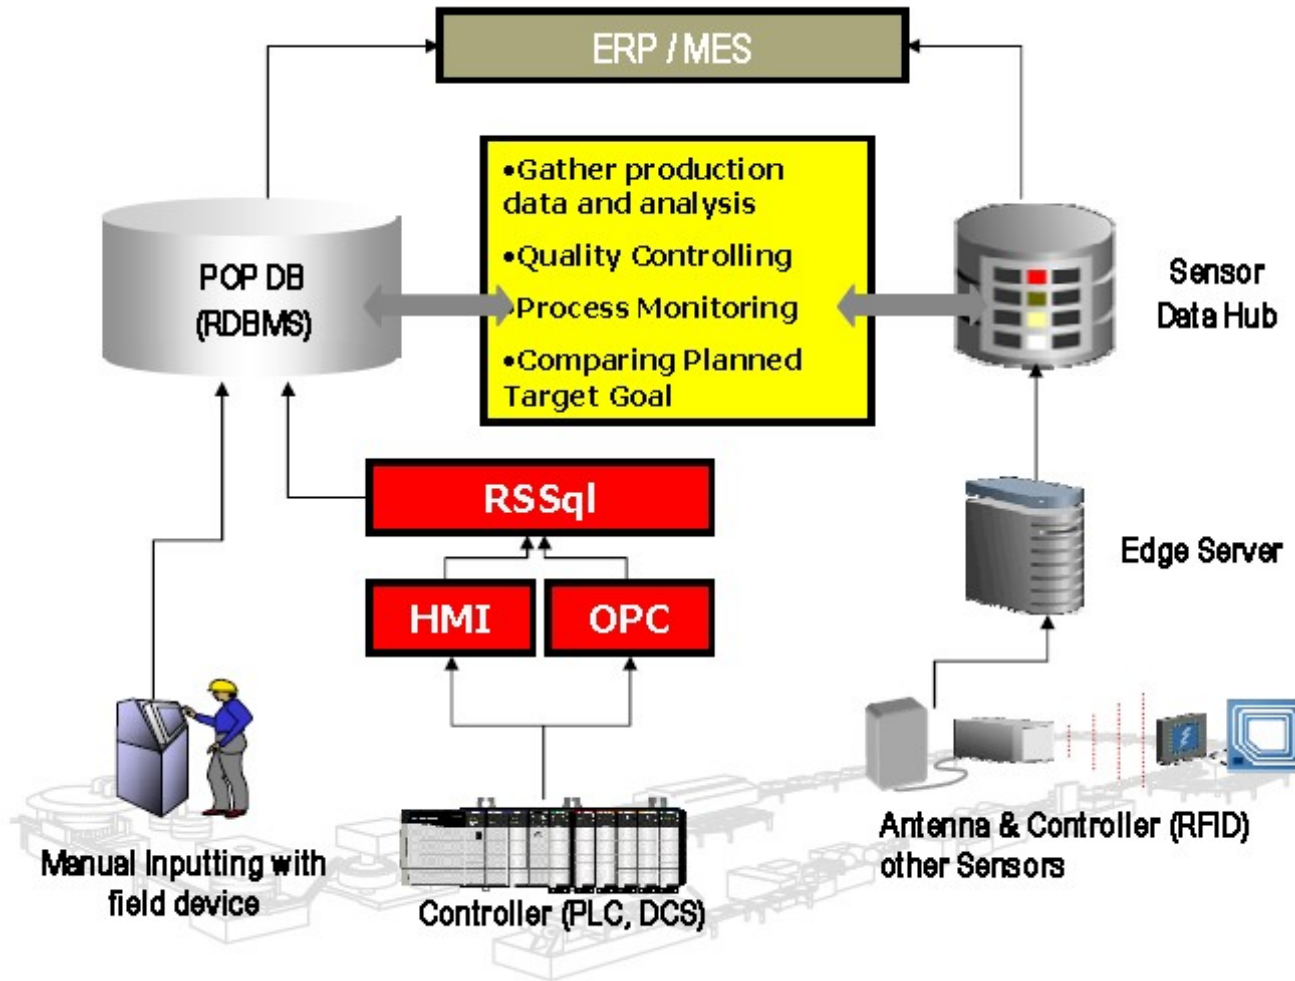 ERP / MES
•Gather production
data and analysis
•Quality Controlling
•Process Monitoring
•Comparing Planned
Target Goal
POP DB
(RDBMS)
Sensor
Data Hub
RSSql
HMI
OPC
Edge Server
Manual Inputting with
field device
Controller (PLC, DCS)
Antenna & Controller (RFID)
other Sensors